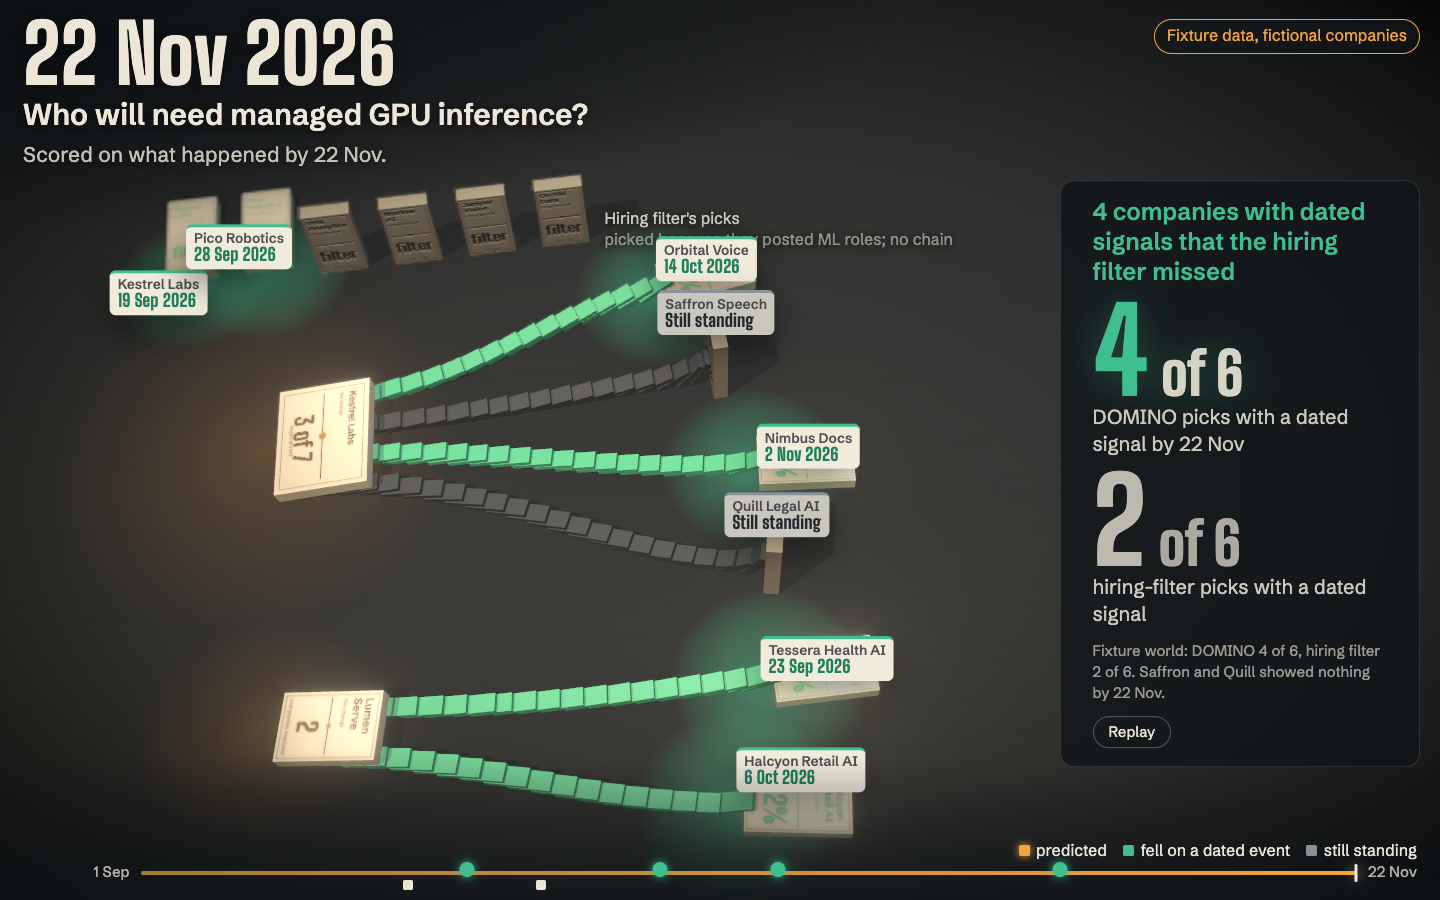 22 Nov 2026
Who will need managed GPU inference?
Scored on what happened by 22 Nov.
Fixture data, fictional companies
filter
filter
filter
filter
Hiring filter's picks
picked because they posted ML roles; no chain
Pico Robotics
28 Sep 2026
Kestrel Labs
19 Sep 2026
Orbital Voice
14 Oct 2026
Saffron Speech
Still standing
Kestrel Labs
3 of 7
Nimbus Docs
2 Nov 2026
Quill Legal AI
Still standing
Tessera Health AI
23 Sep 2026
Lumen
Serve
2
Halcyon Retail AI
6 Oct 2026
4 companies with dated
signals that the hiring
filter missed
4 of 6
DOMINO picks with a dated
signal by 22 Nov
2 of 6
hiring-filter picks with a dated
signal
Fixture world: DOMINO 4 of 6, hiring filter
2 of 6. Saffron and Quill showed nothing
by 22 Nov.
Replay
predicted
fell on a dated event
still standing
1 Sep
22 Nov